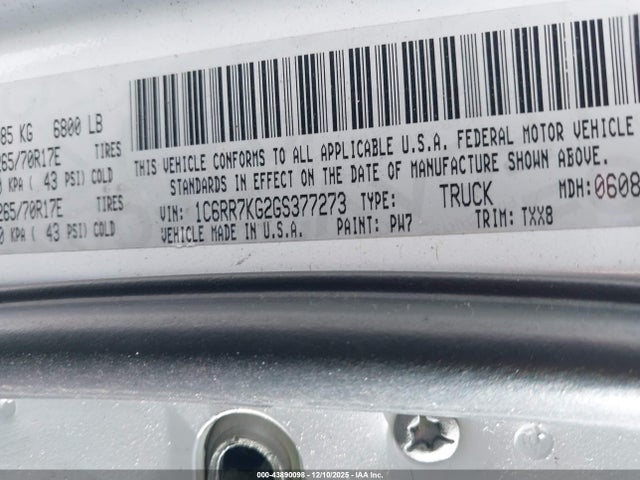 85 KG 6800 LB
265/70R17E TIRES
0 KPA ( 43 PSI) COLD
265/70R17E TIRES
0 KPA ( 43 PSI) COLD
THIS VEHICLE CONFORMS TO ALL APPLICABLE U.S.A. FEDERAL MOTOR VEHICLE
STANDARDS IN EFFECT ON THE DATE OF MANUFACTURE SHOWN ABOVE.
VIN: 1C6RR7KG2GS377273 TYPE: TRUCK MDH: 0608
VEHICLE MADE IN U.S.A. PAINT: PW7 TRIM: TXX8
000-43890098 - 12/10/2025 - IAA Inc.